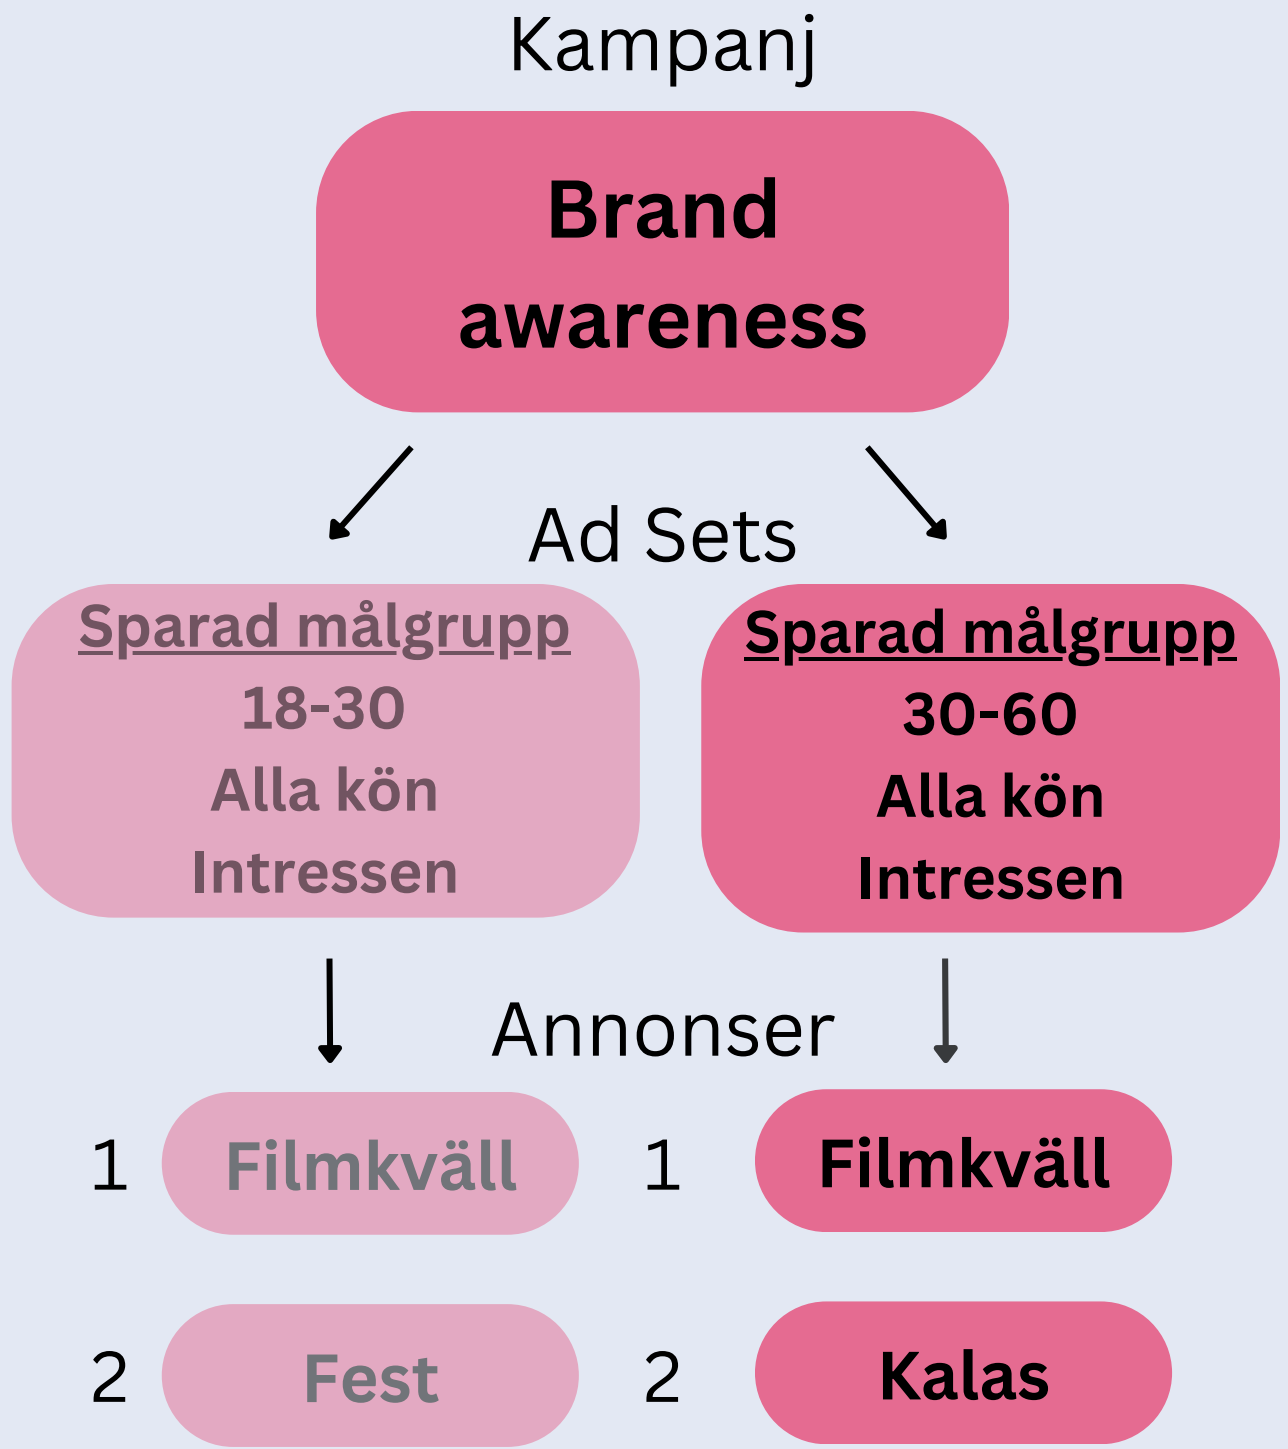 Kampanj
Brand
awareness
Ad Sets
Sparad målgrupp
18-30
Alla kön
Intressen
Sparad målgrupp
30-60
Alla kön
Intressen
Annonser
1 Filmkväll
1 Filmkväll
2 Fest
2 Kalas